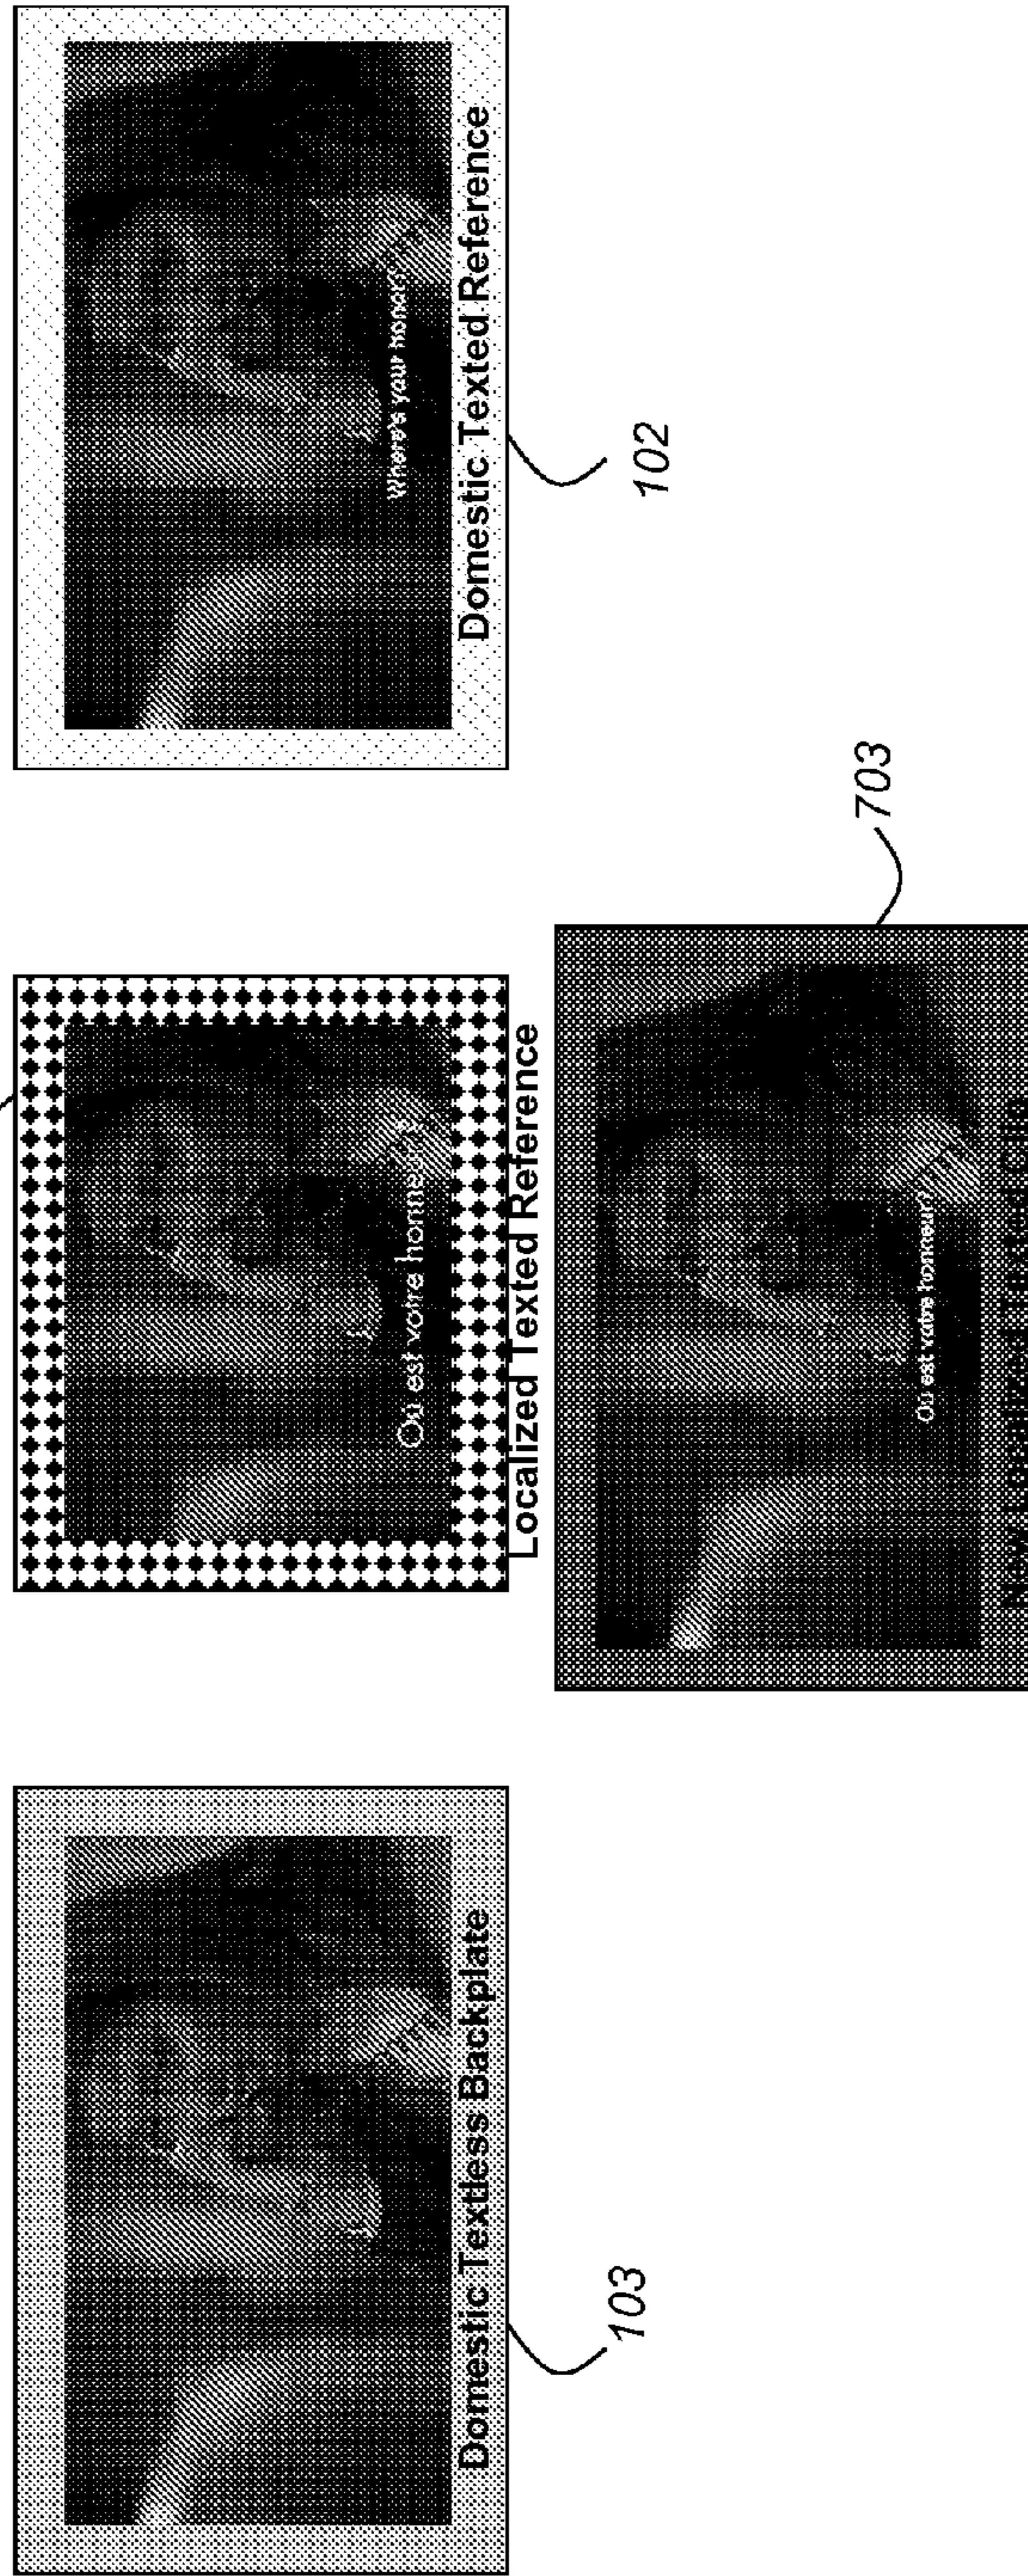 Domestic Textless Backplate
103
Ou est votre honneur?
Localized Texted Reference
Where's your honor?
Domestic Texted Reference
102
Ou est votre honneur?
703